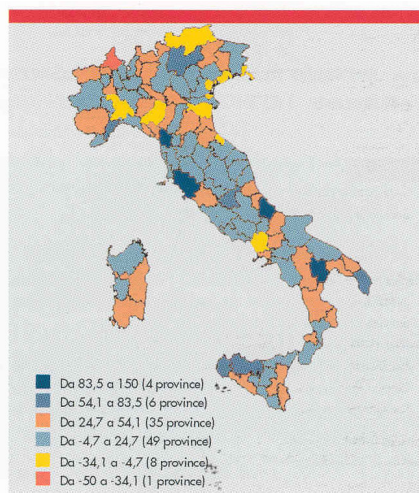 Da 83,5 a 150 (4 province)
Da 54,1 a 83,5 (6 province)
Da 24,7 a 54,1 (35 province)
Da -4,7 a 24,7 (49 province)
Da -34,1 a -4,7 (8 province)
Da -50 a -34,1 (1 province)